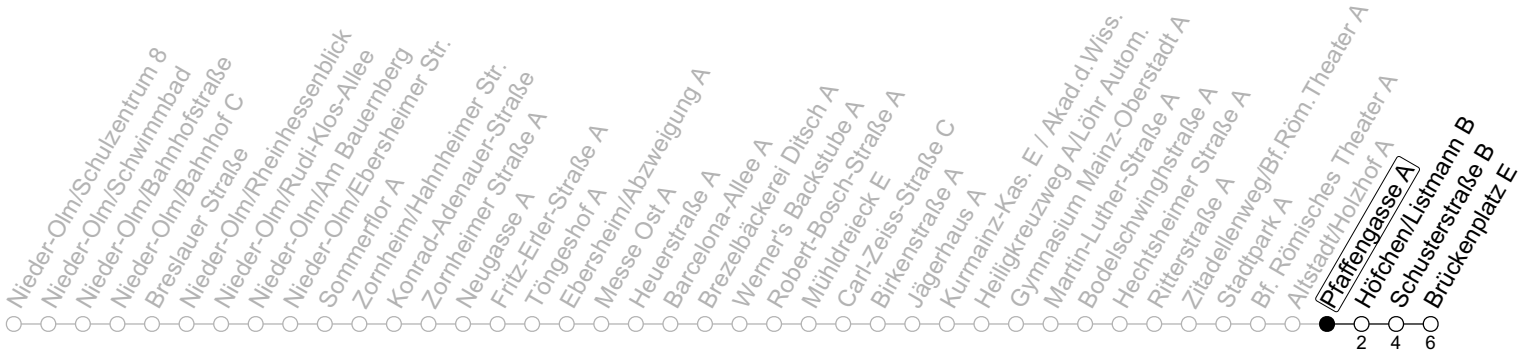 Nieder-Olm/Schulzentrum 8
Nieder-Olm/Schwimmbad
Nieder-Olm/Bahnhofstraße
Nieder-Olm/Bahnhof C
Breslauer Straße
Nieder-Olm/Rheinhessenblick
Nieder-Olm/Rudi-Klos-Allee
Nieder-Olm/Am Bauernberg
Nieder-Olm/Ebersheimer Str.
Sommerflor A
Zornheim/Hahnheimer Str.
Konrad-Adenauer-Straße
Zornheimer Straße A
Neugasse A
Fritz-Erler-Straße A
Töngeshof A
Ebersheim/Abzweigung A
Messe Ost A
Heuerstraße A
Barcelona-Allee A
Brezelbäckerei Ditsch A
Werner's Backstube A
Robert-Bosch-Straße A
Mühldreieck E
Carl-Zeiss-Straße C
Birkenstraße A
Jägerhaus A
Kurmainz-Kas. E / Akad.d.Wiss.
Heiligkreuzweg A/Löhr Autom.
Gymnasium Mainz-Oberstadt A
Martin-Luther-Straße A
Bodelschwinghstraße A
Hechtsheimer Straße A
Ritterstraße A
Zitadellenweg/Bf.Röm.Theater A
Stadtpark A
Bf. Römisches Theater A
Altstadt/Holzhof A
Pfaffengasse A
Höfchen/Listmann B
Schusterstraße B
Brückenplatz E
2 4 6